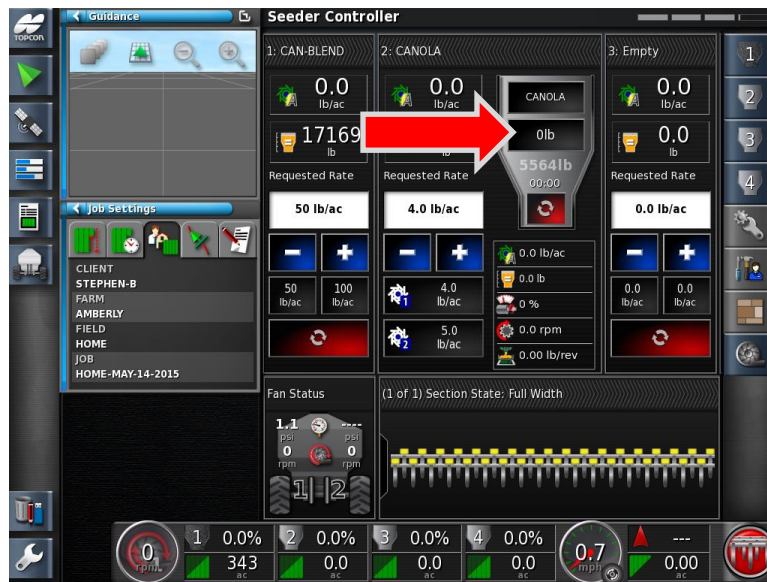 TOPCON
Guidance
Seeder Controller
1: CAN-BLEND
2: CANOLA
3: Empty
0.0
lb/ac
0.0
lb/ac
CANOLA
0.0
lb/ac
17169
lb
0lb
0.0
lb
5564lb
00:00
Requested Rate
Requested Rate
Requested Rate
50 lb/ac
4.0 lb/ac
0.0 lb/ac
50
lb/ac
100
lb/ac
1
4.0
lb/ac
2
5.0
lb/ac
0.0 lb/ac
0.0 lb
0 %
0.0 rpm
0.00 lb/rev
0.0
lb/ac
0.0
lb/ac
1
2
3
4
Job Settings
CLIENT
STEPHEN-B
FARM
AMBERLY
FIELD
HOME
JOB
HOME-MAY-14-2015
Fan Status
1.1
psi
0
rpm
----
psi
0
rpm
1
2
(1 of 1) Section State: Full Width
0
rpm
1 0.0%
343
ac
2 0.0%
0.0
ac
3 0.0%
0.0
ac
4 0.0%
0.0
ac
0.7
mph
---
0.00
ac